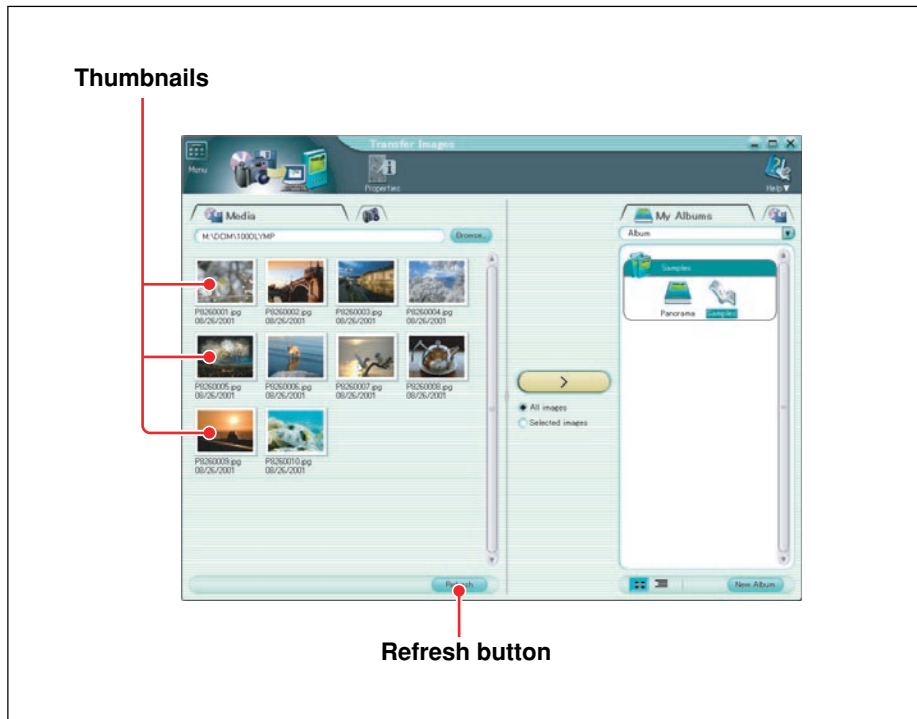 Thumbnails
Transfer Images
Menu
Properties
Help
Media
My Albums
M:\DCIM\100OLYMP
Browse...
Album
Samples
Panorama
Samples
P8260001.jpg
08/26/2001
P8260002.jpg
08/26/2001
P8260003.jpg
08/26/2001
P8260004.jpg
08/26/2001
P8260005.jpg
08/26/2001
P8260006.jpg
08/26/2001
P8260007.jpg
08/26/2001
P8260008.jpg
08/26/2001
>
All images
Selected images
P8260009.jpg
08/26/2001
P8260010.jpg
08/26/2001
Refresh
New Album
Refresh button